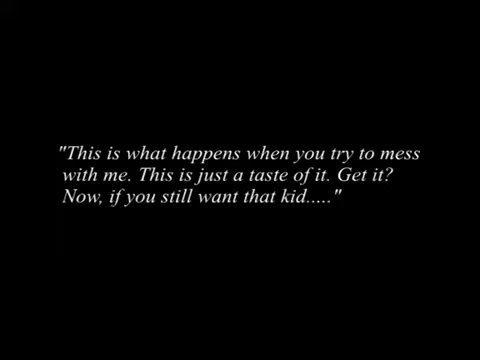 "This is what happens when you try to mess
with me. This is just a taste of it. Get it?
Now, if you still want that kid....."